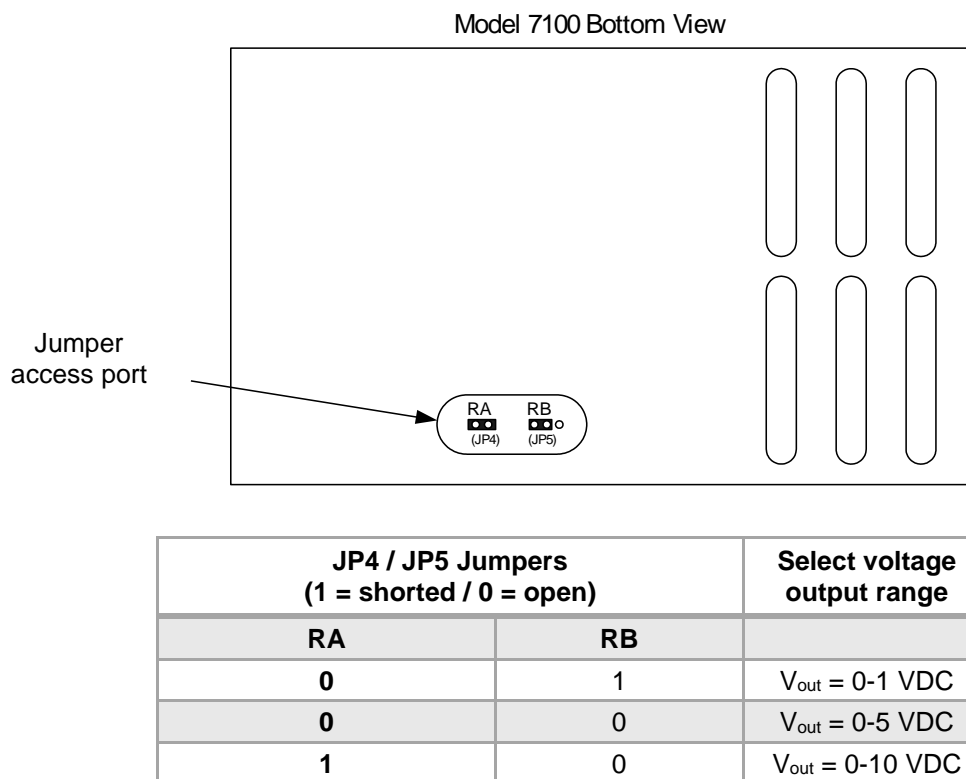 Model 7100 Bottom View
Jumper
access port
RA RB
(JP4) (JP5)
JP4 / JP5 Jumpers
(1 = shorted / 0 = open)
Select voltage
output range
RA RB
0 1 Vout = 0-1 VDC
0 0 Vout = 0-5 VDC
1 0 Vout = 0-10 VDC